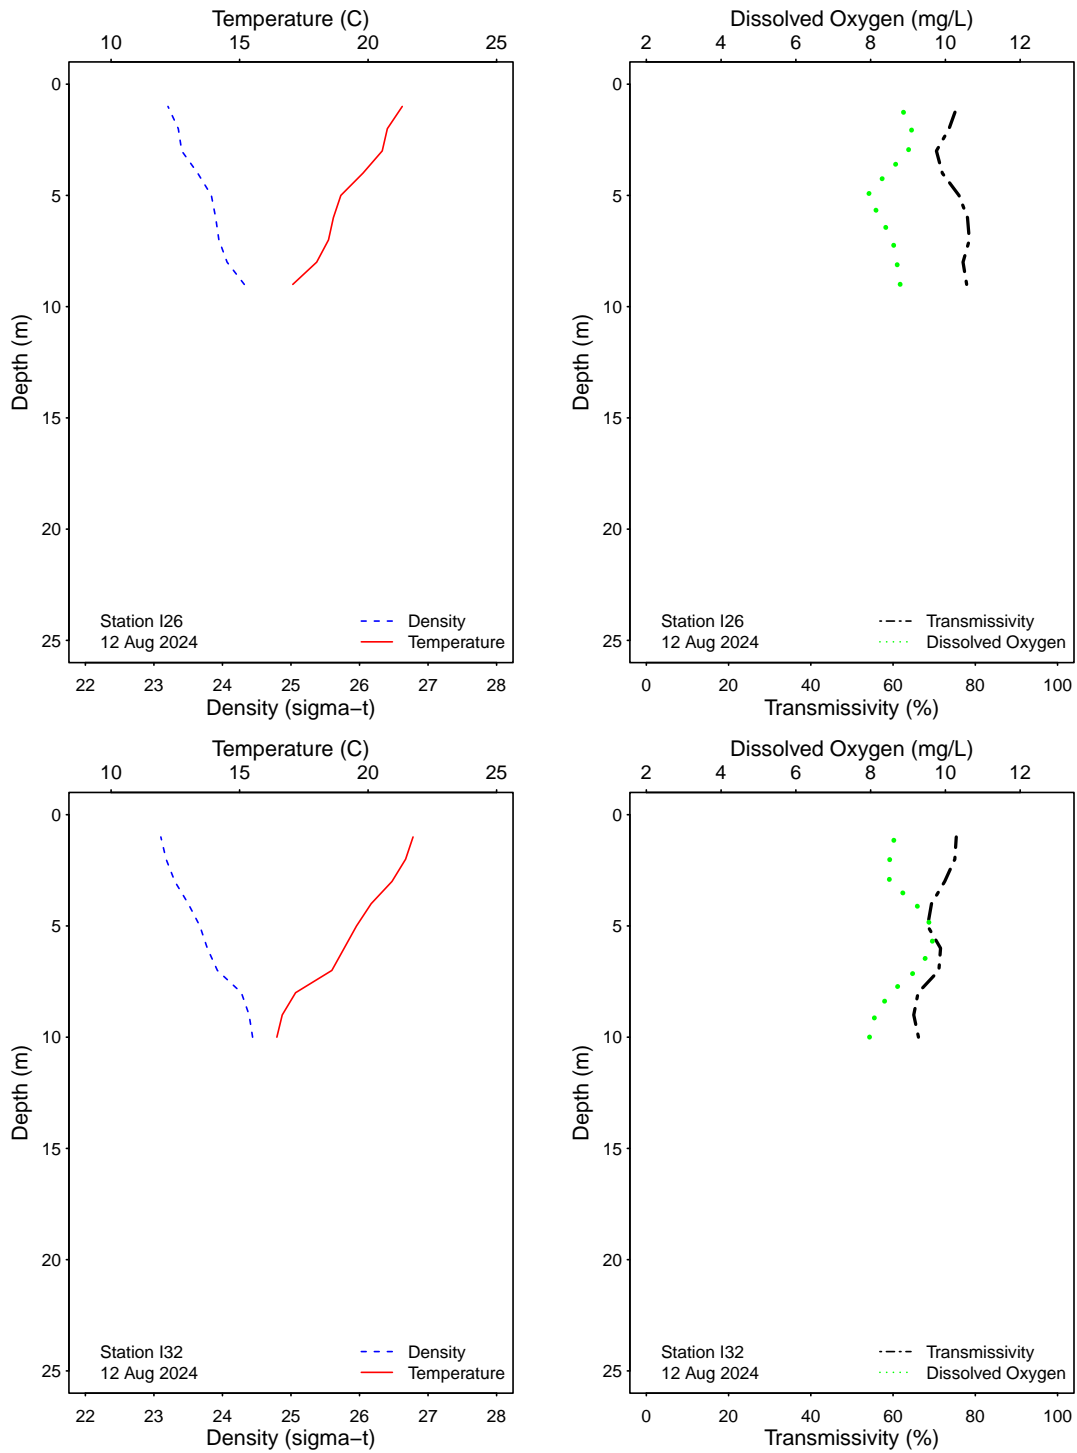 Temperature (C)
10 15 20 25
0
5
10
15
20
25
Depth (m)
Station I26
12 Aug 2024
Density
Temperature
22 23 24 25 26 27 28
Density (sigma−t)
Dissolved Oxygen (mg/L)
2 4 6 8 10 12
0
5
10
15
20
25
Depth (m)
Station I26
12 Aug 2024
Transmissivity
Dissolved Oxygen
0 20 40 60 80 100
Transmissivity (%)
Temperature (C)
10 15 20 25
0
5
10
15
20
25
Depth (m)
Station I32
12 Aug 2024
Density
Temperature
22 23 24 25 26 27 28
Density (sigma−t)
Dissolved Oxygen (mg/L)
2 4 6 8 10 12
0
5
10
15
20
25
Depth (m)
Station I32
12 Aug 2024
Transmissivity
Dissolved Oxygen
0 20 40 60 80 100
Transmissivity (%)